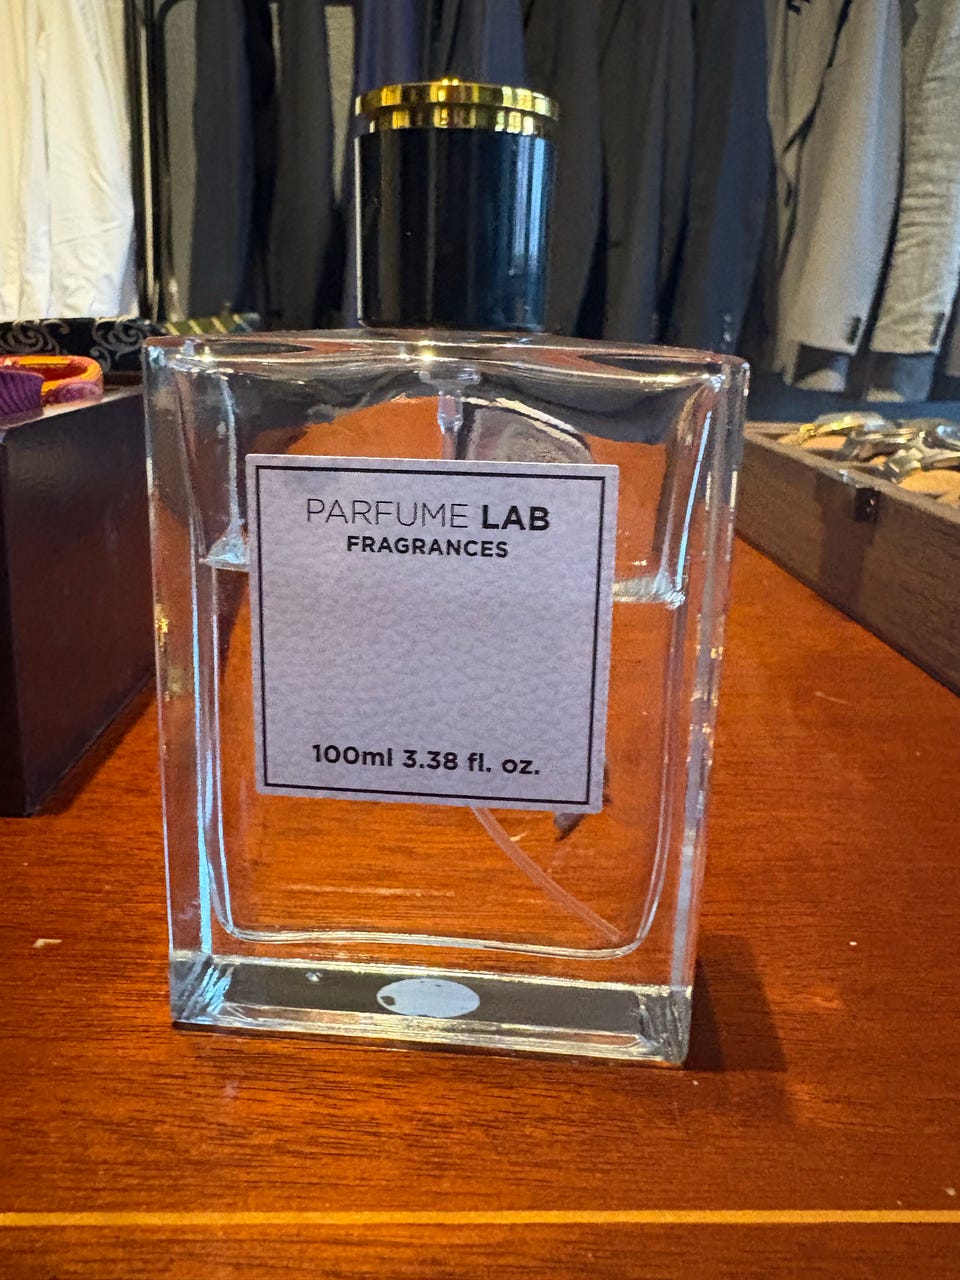 PARFUME LAB
FRAGRANCES
100ml 3.38 fl. oz.